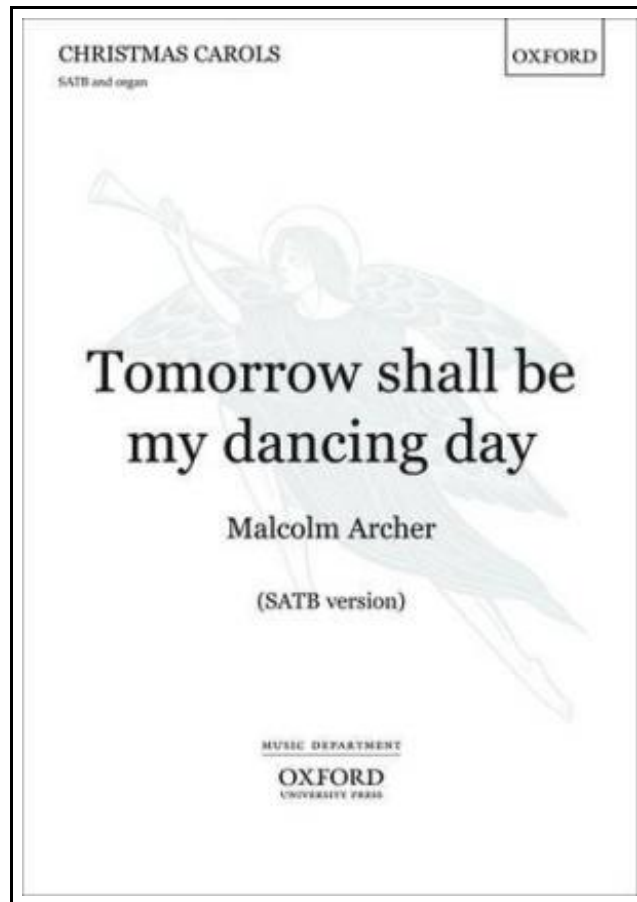 CHRISTMAS CAROLS
SATB and organ
OXFORD
Tomorrow shall be
my dancing day
Malcolm Archer
(SATB version)
MUSIC DEPARTMENT
OXFORD
UNIVERSITY PRESS